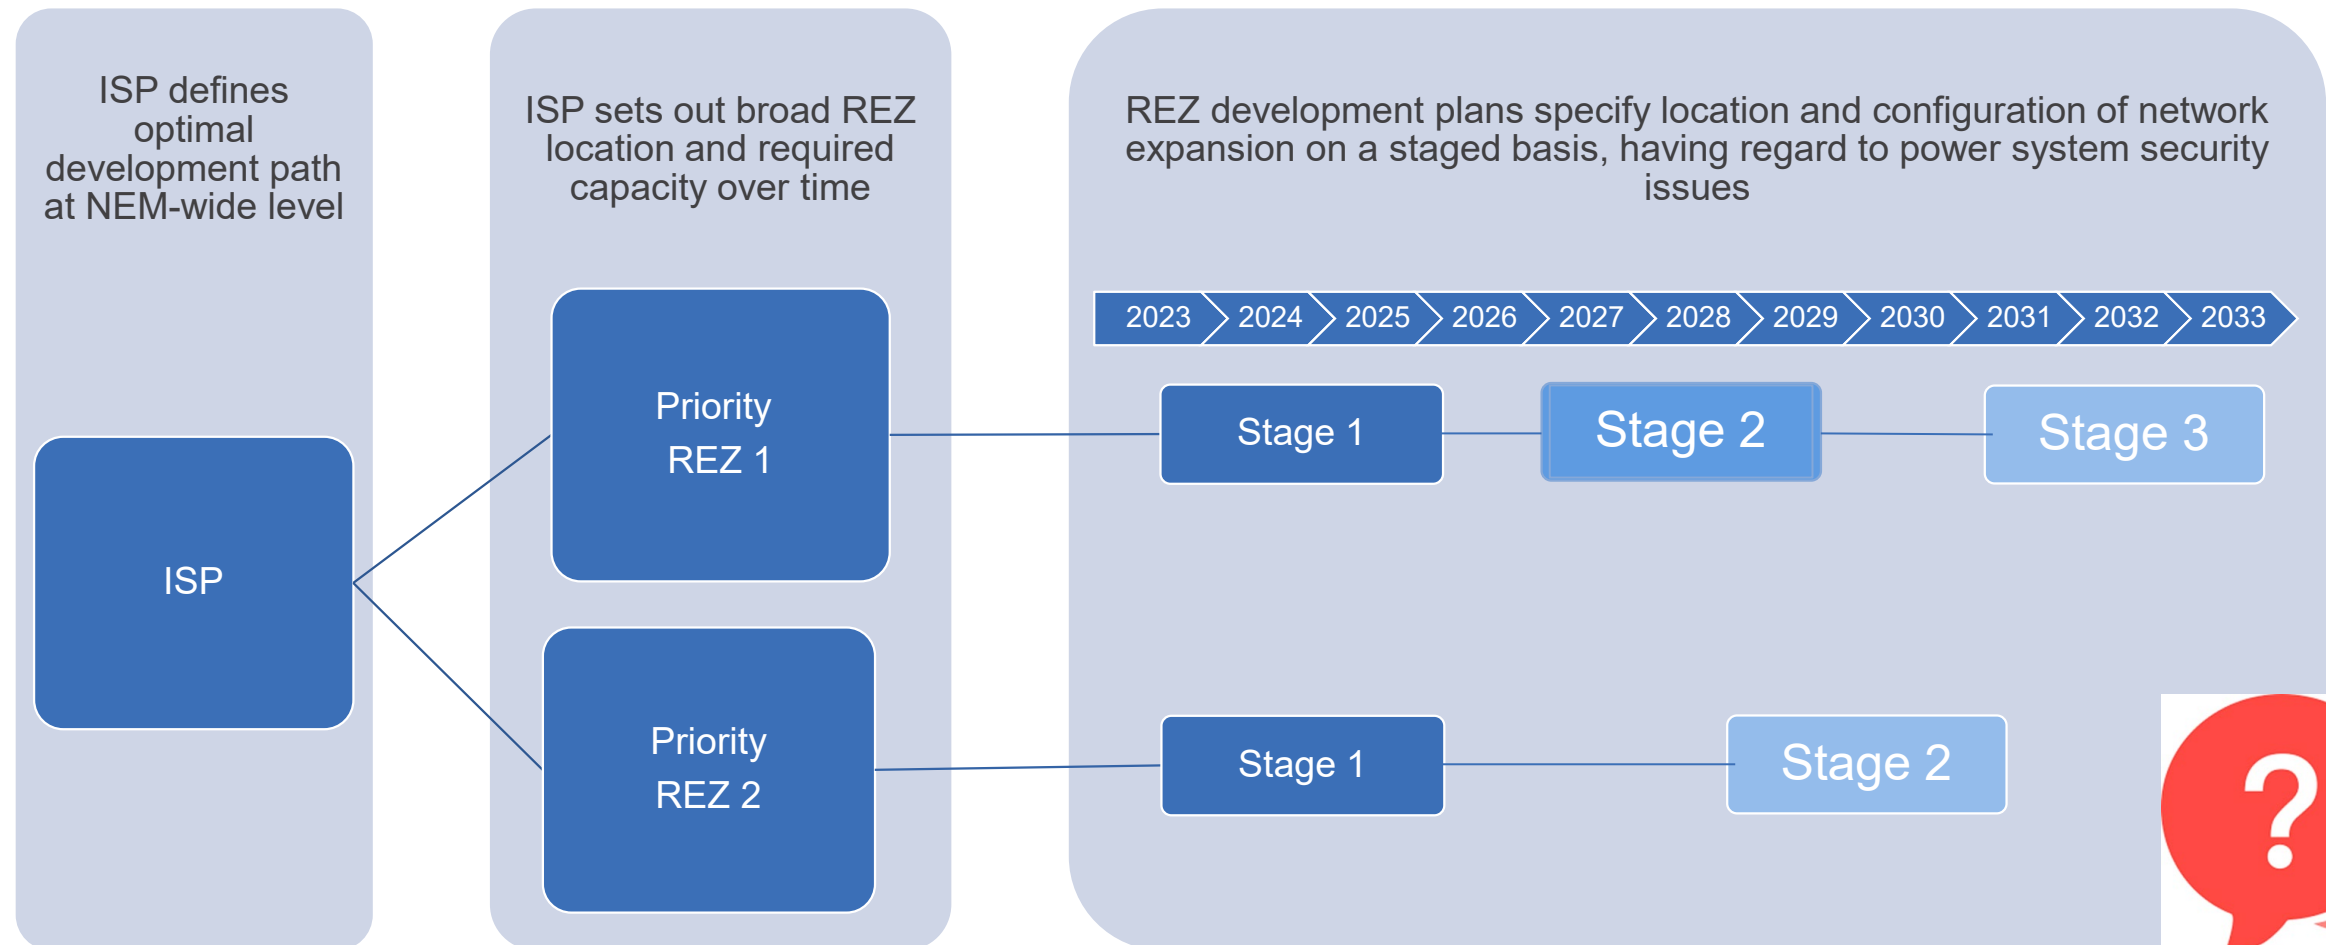 ISP defines
optimal
development path
at NEM-wide level
ISP sets out broad REZ
location and required
capacity over time
REZ development plans specify location and configuration of network
expansion on a staged basis, having regard to power system security
issues
2023 2024 2025 2026 2027 2028 2029 2030 2031 2032 2033
ISP
Priority
REZ 1
Stage 1
Stage 2
Stage 3
Priority
REZ 2
Stage 1
Stage 2
?